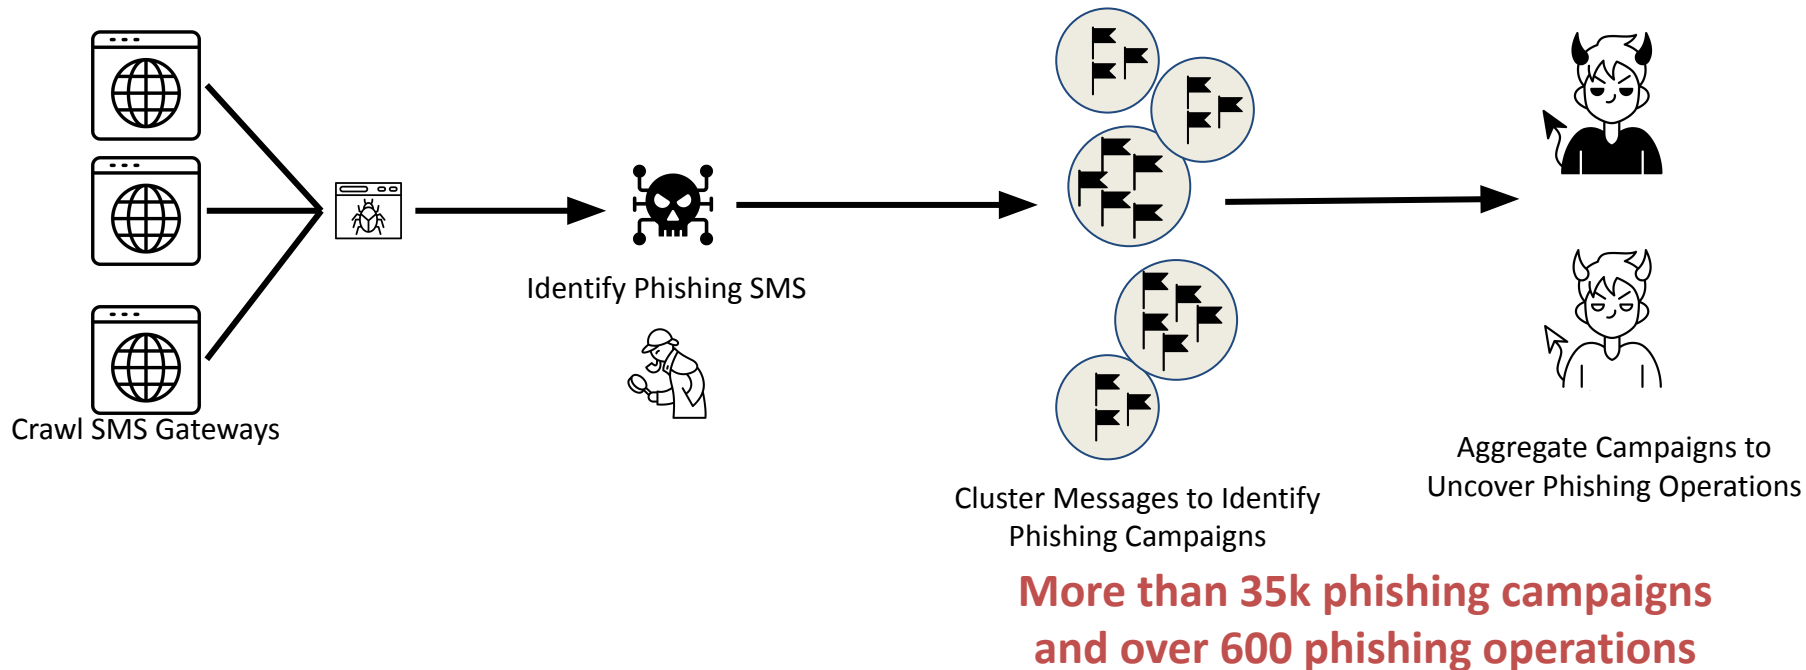 Crawl SMS Gateways
Identify Phishing SMS
Cluster Messages to Identify
Phishing Campaigns
Aggregate Campaigns to
Uncover Phishing Operations
More than 35k phishing campaigns
and over 600 phishing operations